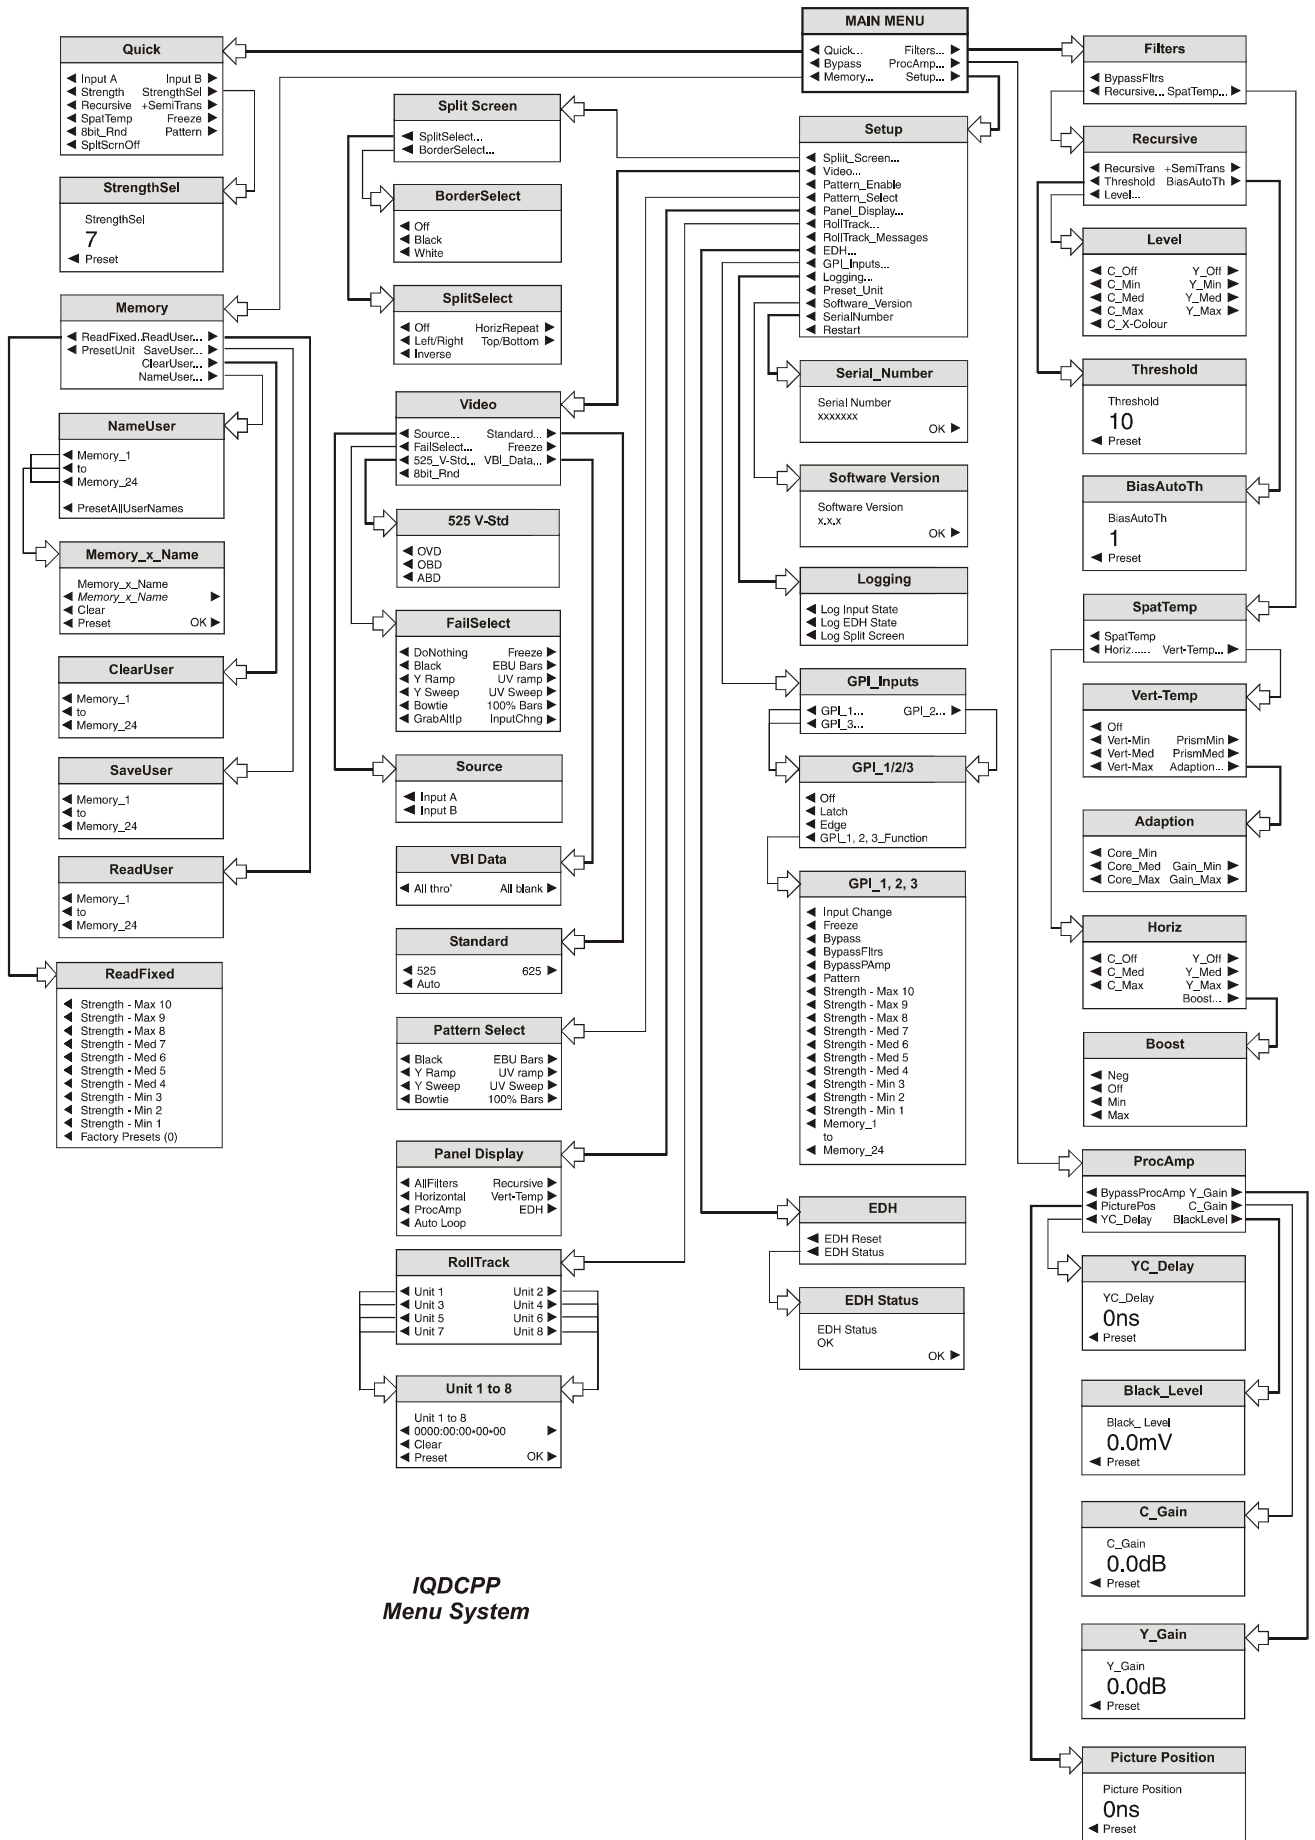 MAIN MENU
Quick... Filters...
Bypass ProcAmp...
Memory... Setup...
Quick
Input A Input B
Strength StrengthSel
Recursive +SemiTrans
SpatTemp Freeze
8bit_Rnd Pattern
SpltScrnOff
StrengthSel
StrengthSel
7
Preset
Memory
ReadFixed...ReadUser...
PresetUnit SaveUser...
ClearUser...
NameUser...
NameUser
Memory_1
to
Memory_24
PresetAllUserNames
Memory_x_Name
Memory_x_Name
Memory_x_Name
Clear
Preset OK
ClearUser
Memory_1
to
Memory_24
SaveUser
Memory_1
to
Memory_24
ReadUser
Memory_1
to
Memory_24
ReadFixed
Strength - Max 10
Strength - Max 9
Strength - Max 8
Strength - Med 7
Strength - Med 6
Strength - Med 5
Strength - Med 4
Strength - Min 3
Strength - Min 2
Strength - Min 1
Factory Presets (0)
Split Screen
SplitSelect...
BorderSelect...
BorderSelect
Off
Black
White
SplitSelect
Off HorizRepeat
Left/Right Top/Bottom
Inverse
Video
Source... Standard...
FailSelect... Freeze
525_V-Std... VBI_Data...
8bit_Rnd
525 V-Std
OVD
OBD
ABD
FailSelect
DoNothing Freeze
Black EBU Bars
Y Ramp UV ramp
Y Sweep UV Sweep
Bowtie 100% Bars
GrabAltIp InputChng
Source
Input A
Input B
VBI Data
All thro' All blank
Standard
525 625
Auto
Pattern Select
Black EBU Bars
Y Ramp UV ramp
Y Sweep UV Sweep
Bowtie 100% Bars
Panel Display
AllFilters Recursive
Horizontal Vert-Temp
ProcAmp EDH
Auto Loop
RollTrack
Unit 1 Unit 2
Unit 3 Unit 4
Unit 5 Unit 6
Unit 7 Unit 8
Unit 1 to 8
Unit 1 to 8
0000:00:00*00*00
Clear
Preset OK
IQDCPP
Menu System
Setup
Spliit_Screen...
Video...
Pattern_Enable
Pattern_Select
Panel_Display...
RollTrack...
RollTrack_Messages
EDH...
GPI_Inputs...
Logging...
Preset_Unit
Software_Version
SerialNumber
Restart
Serial_Number
Serial Number
xxxxxxx
OK
Software Version
Software Version
x.x.x
OK
Logging
Log Input State
Log EDH State
Log Split Screen
GPI_Inputs
GPI_1... GPI_2...
GPI_3...
GPI_1/2/3
Off
Latch
Edge
GPI_1, 2, 3_Function
GPI_1, 2, 3
Input Change
Freeze
Bypass
BypassFltrs
BypassPAmp
Pattern
Strength - Max 10
Strength - Max 9
Strength - Max 8
Strength - Med 7
Strength - Med 6
Strength - Med 5
Strength - Med 4
Strength - Min 3
Strength - Min 2
Strength - Min 1
Memory_1
to
Memory_24
EDH
EDH Reset
EDH Status
EDH Status
EDH Status
OK
OK
Filters
BypassFltrs
Recursive... SpatTemp...
Recursive
Recursive +SemiTrans
Threshold BiasAutoTh
Level...
Level
C_Off Y_Off
C_Min Y_Min
C_Med Y_Med
C_Max Y_Max
C_X-Colour
Threshold
Threshold
10
Preset
BiasAutoTh
BiasAutoTh
1
Preset
SpatTemp
SpatTemp
Horiz...... Vert-Temp...
Vert-Temp
Off
Vert-Min PrismMin
Vert-Med PrismMed
Vert-Max Adaption...
Adaption
Core_Min
Core_Med Gain_Min
Core_Max Gain_Max
Horiz
C_Off Y_Off
C_Med Y_Med
C_Max Y_Max
Boost...
Boost
Neg
Off
Min
Max
ProcAmp
BypassProcAmp Y_Gain
PicturePos C_Gain
YC_Delay BlackLevel
YC_Delay
YC_Delay
0ns
Preset
Black_Level
Black_ Level
0.0mV
Preset
C_Gain
C_Gain
0.0dB
Preset
Y_Gain
Y_Gain
0.0dB
Preset
Picture Position
Picture Position
0ns
Preset